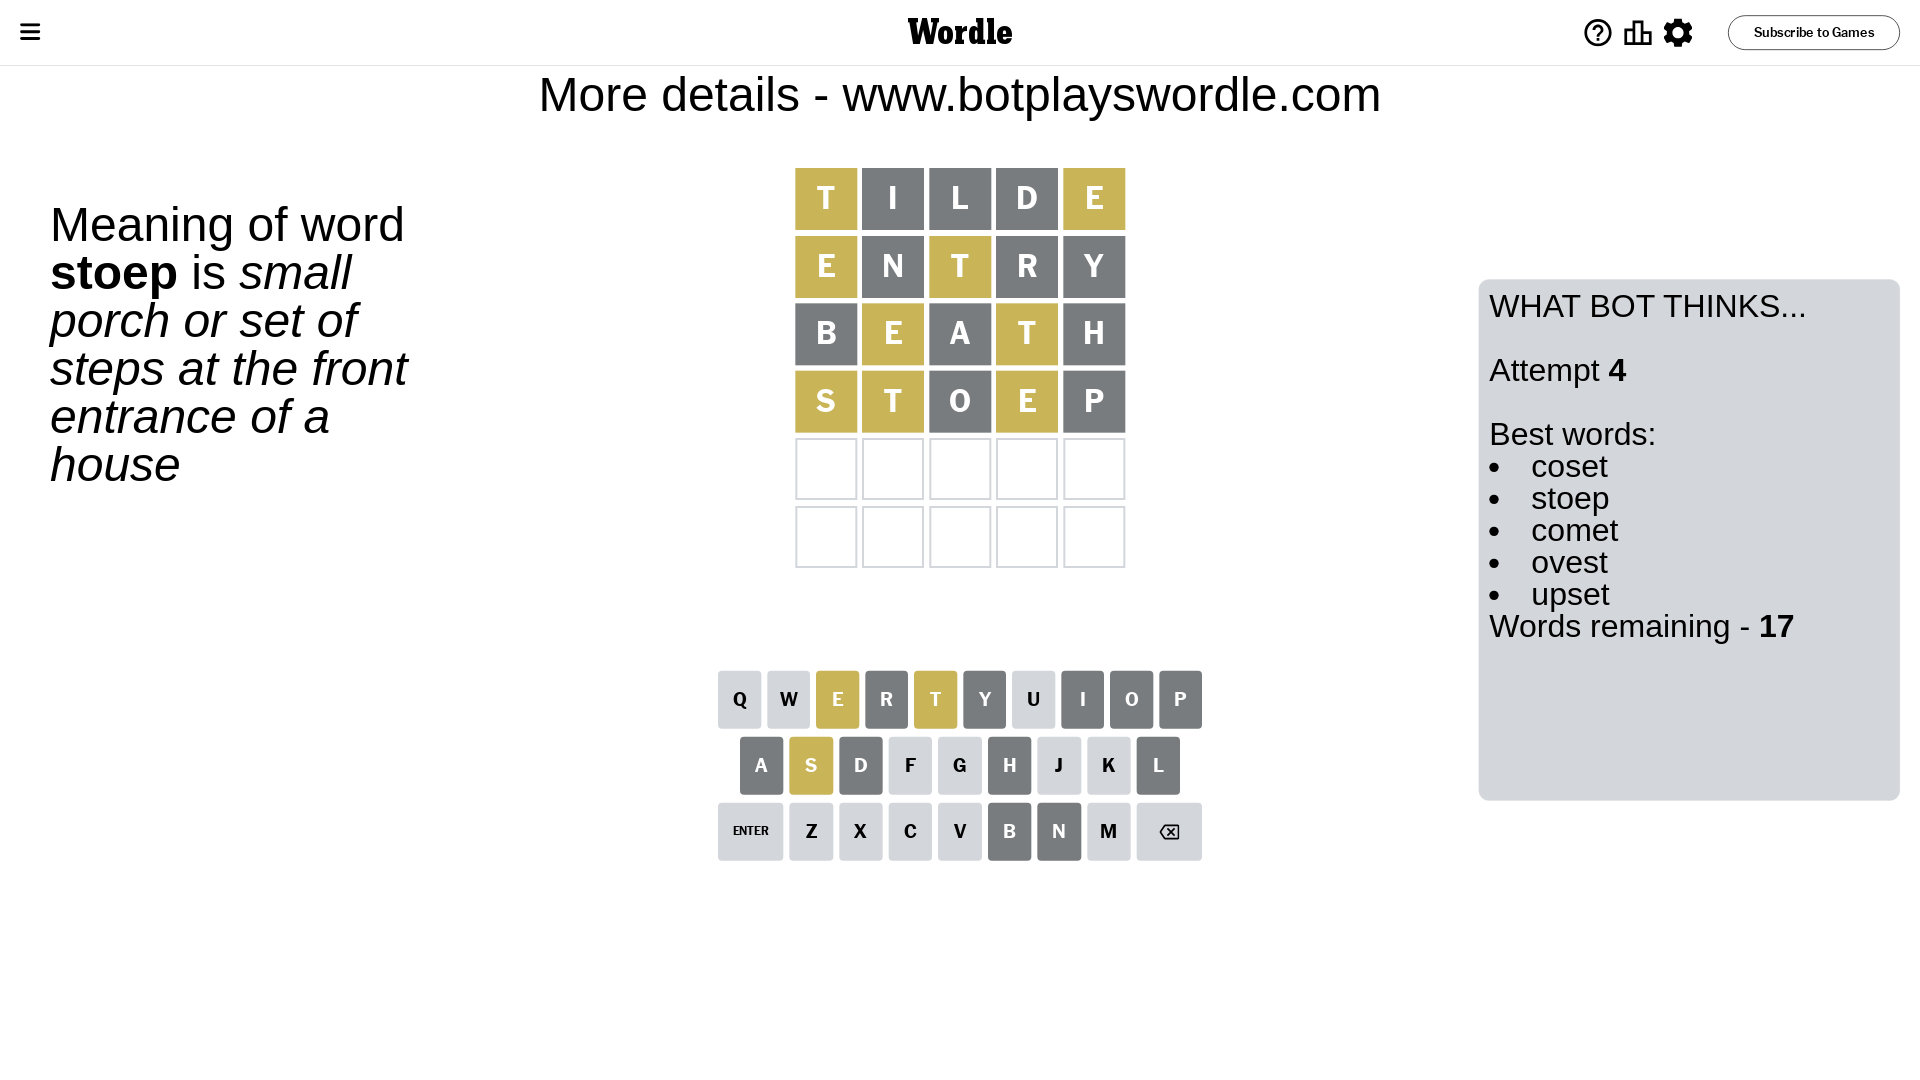 Wordle
Subscribe to Games
More details - www.botplayswordle.com
Meaning of word
stoep is small
porch or set of
steps at the front
entrance of a
house
T I L D E
E N T R Y
B E A T H
S T O E P
WHAT BOT THINKS...
Attempt 4
Best words:
• coset
• stoep
• comet
• ovest
• upset
Words remaining - 17
Q W E R T Y U I O P
A S D F G H J K L
ENTER Z X C V B N M